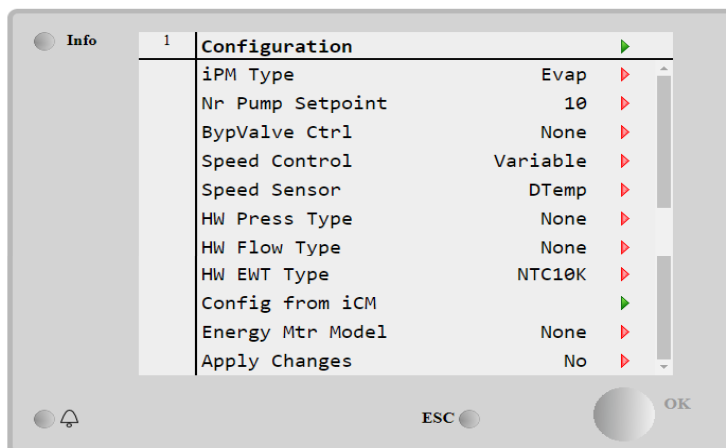 Info
1 Configuration
iPM Type Evap
Nr Pump Setpoint 10
BypValve Ctrl None
Speed Control Variable
Speed Sensor DTemp
HW Press Type None
HW Flow Type None
HW EWT Type NTC10K
Config from iCM
Energy Mtr Model None
Apply Changes No
ESC OK